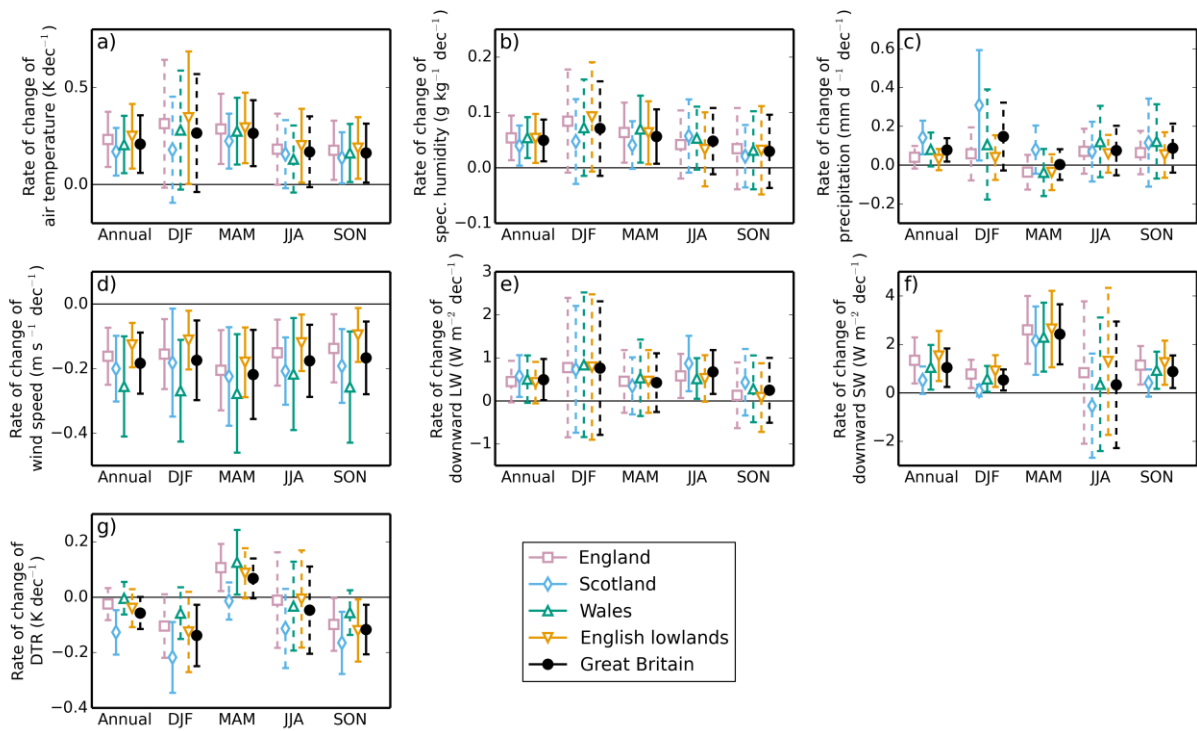 a)
Rate of change of
air temperature (K dec⁻¹)
0.5
0.0
Annual DJF MAM JJA SON
b)
Rate of change of
spec. humidity (g kg⁻¹ dec⁻¹)
0.2
0.1
0.0
−0.1
Annual DJF MAM JJA SON
c)
Rate of change of
precipitation (mm d⁻¹ dec⁻¹)
0.6
0.4
0.2
0.0
−0.2
Annual DJF MAM JJA SON
d)
Rate of change of
wind speed (m s⁻¹ dec⁻¹)
0.0
−0.2
−0.4
Annual DJF MAM JJA SON
e)
Rate of change of
downward LW (W m⁻² dec⁻¹)
3
2
1
0
−1
Annual DJF MAM JJA SON
f)
Rate of change of
downward SW (W m⁻² dec⁻¹)
4
2
0
−2
Annual DJF MAM JJA SON
g)
Rate of change of
DTR (K dec⁻¹)
0.2
0.0
−0.2
−0.4
Annual DJF MAM JJA SON
England
Scotland
Wales
English lowlands
Great Britain